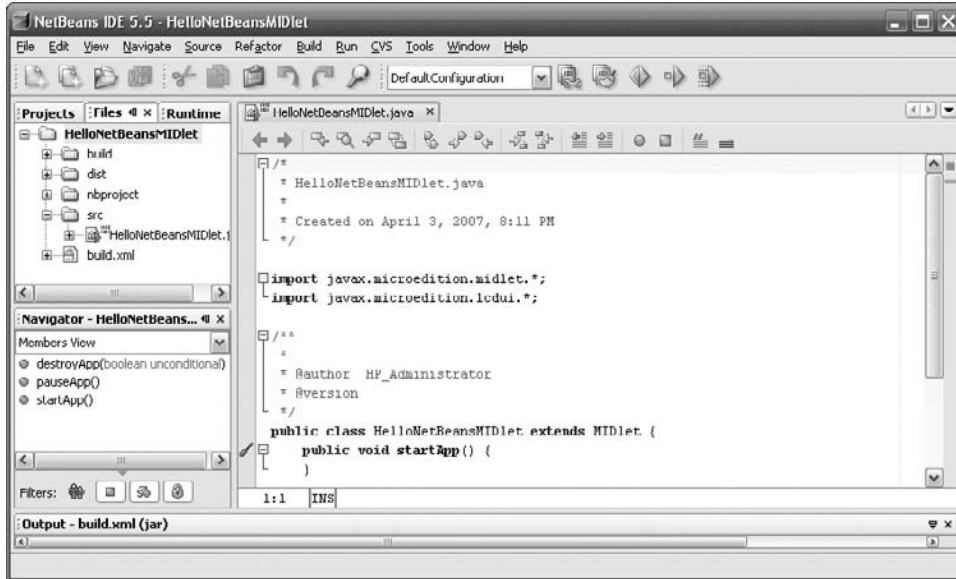 NetBeans IDE 5.5 - HelloNetBeansMIDlet
File Edit View Navigate Source Refactor Build Run CVS Tools Window Help
DefaultConfiguration
Projects Files Runtime
HelloNetBeansMIDlet
build
dist
nbproject
src
HelloNetBeansMIDlet.j
build.xml
Navigator - HelloNetBeans...
Members View
destroyApp(boolean unconditional)
pauseApp()
startApp()
Filters:
HelloNetBeansMIDlet.java
/*
* HelloNetBeansMIDlet.java
*
* Created on April 3, 2007, 8:11 PM
*/
import javax.microedition.midlet.*;
import javax.microedition.lcdui.*;
/**
*
* @author HP_Administrator
* @version
*/
public class HelloNetBeansMIDlet extends MIDlet {
public void startApp() {
}
1:1 INS
Output - build.xml (jar)